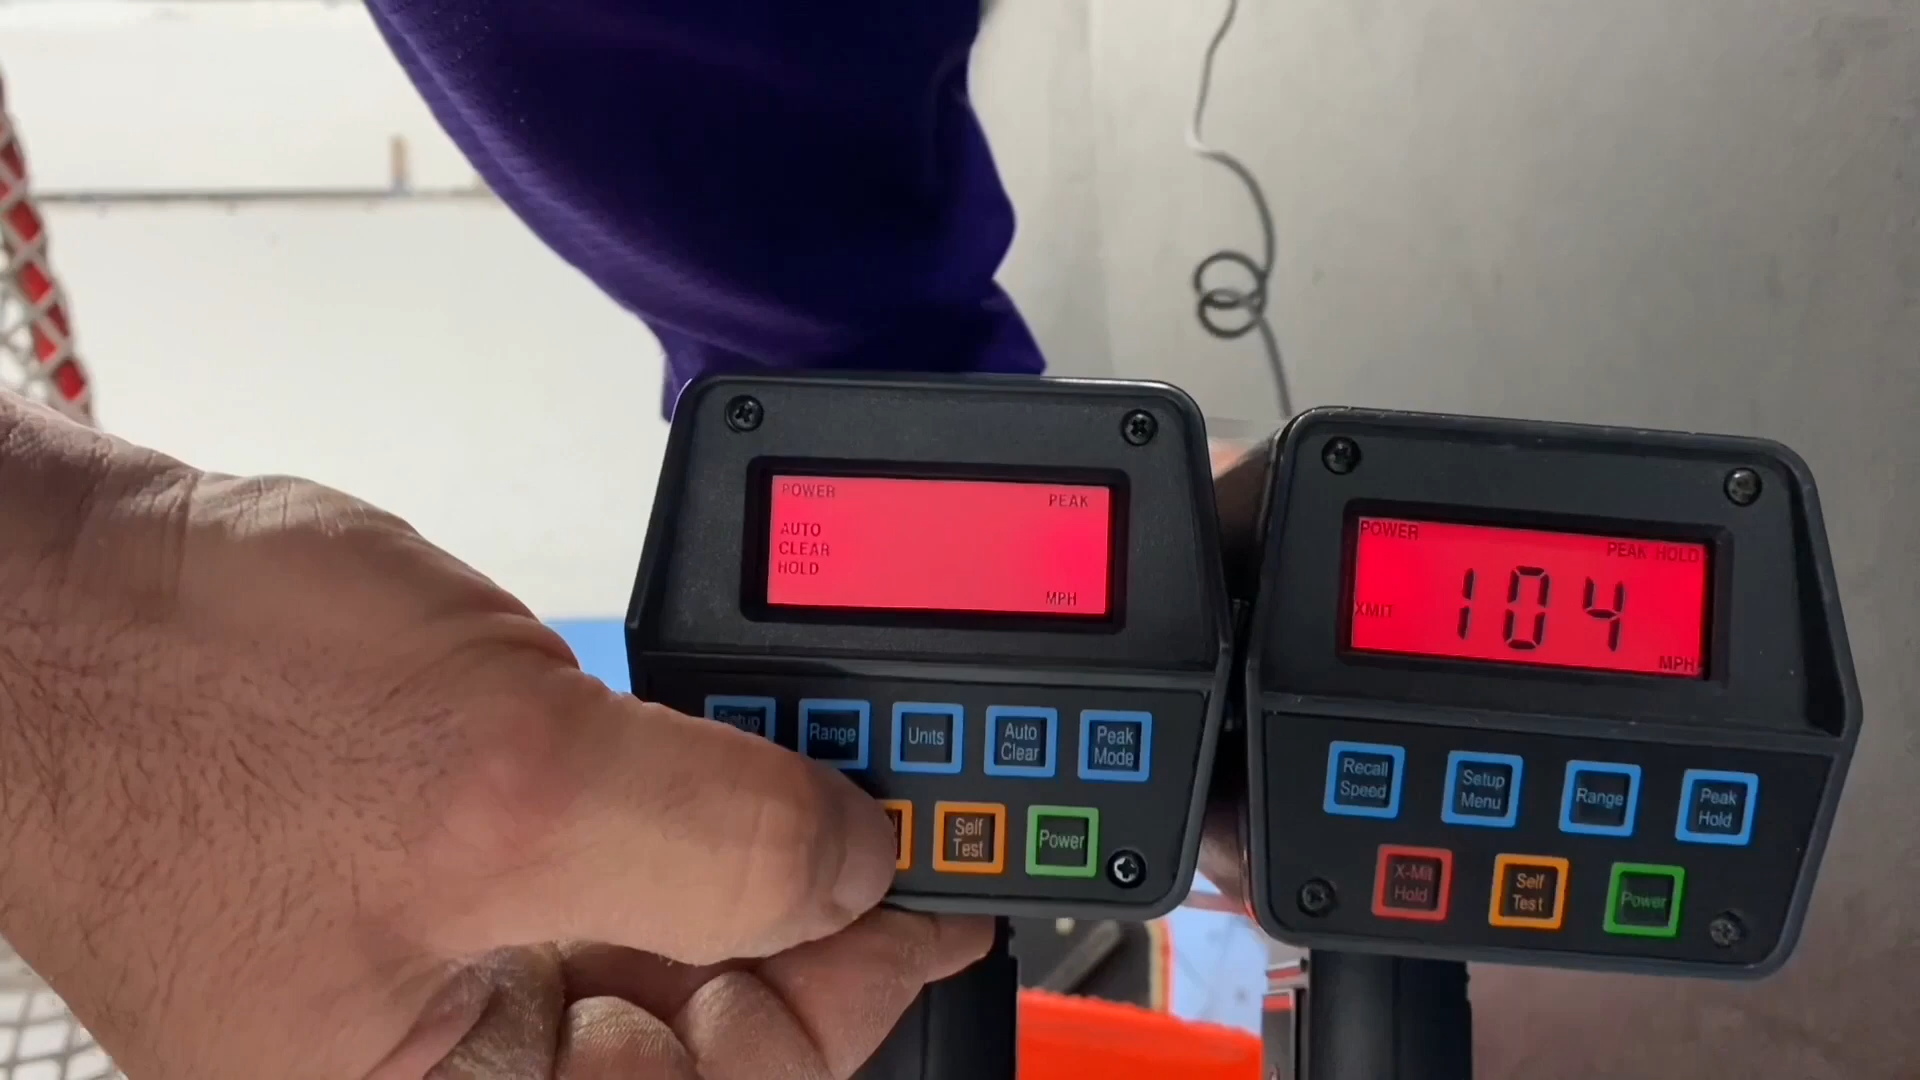 POWER PEAK
AUTO
CLEAR
HOLD
MPH
Setup
Range
Units
Auto
Clear
Peak
Mode
Self
Test
Power
POWER PEAK HOLD
XMIT 104
MPH
Recall
Speed
Setup
Menu
Range
Peak
Hold
X-Mit
Hold
Self
Test
Power